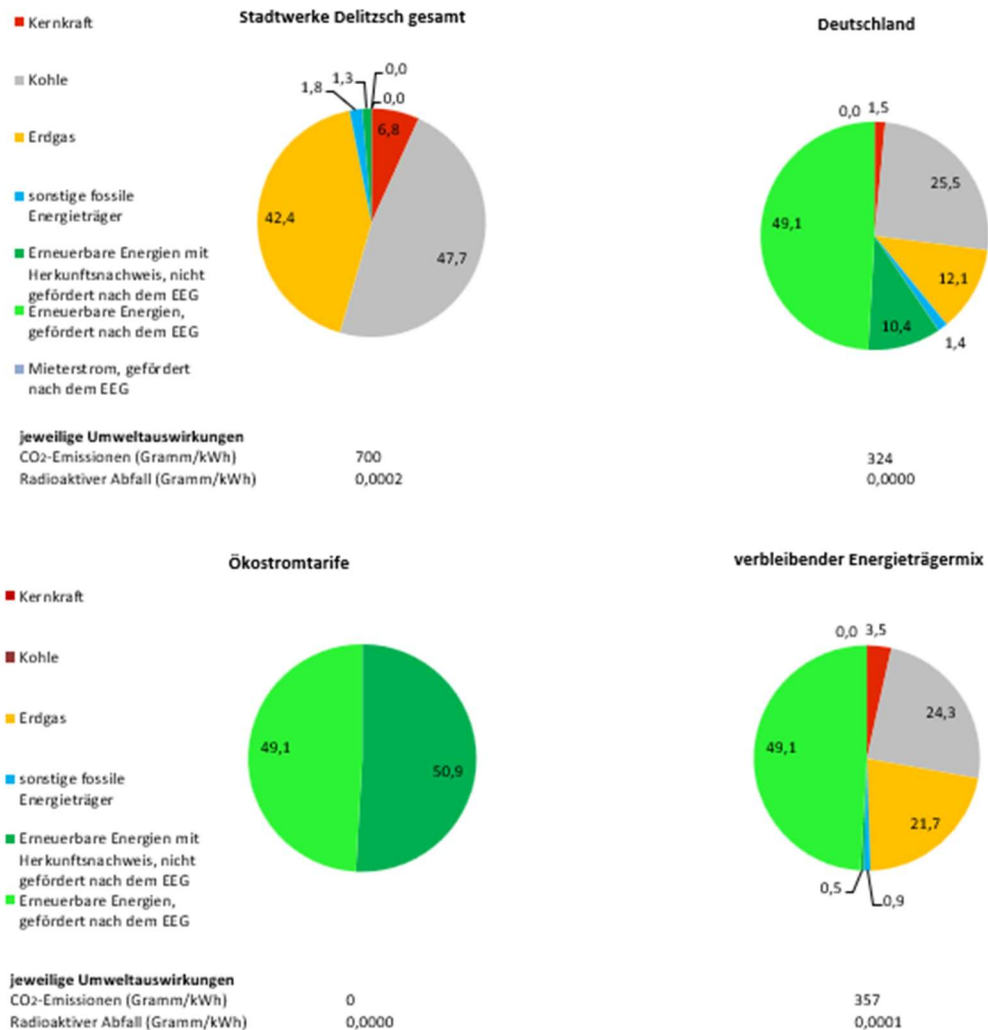 Stadtwerke Delitzsch gesamt
Deutschland
Kernkraft
Kohle
Erdgas
sonstige fossile
Energieträger
Erneuerbare Energien mit
Herkunftsnachweis, nicht
gefördert nach dem EEG
Erneuerbare Energien,
gefördert nach dem EEG
Mieterstrom, gefördert
nach dem EEG
1,8
1,3
0,0
0,0
6,8
42,4
47,7
0,0 1,5
25,5
49,1
12,1
10,4
1,4
jeweilige Umweltauswirkungen
CO2-Emissionen (Gramm/kWh) 700 324
Radioaktiver Abfall (Gramm/kWh) 0,0002 0,0000
Ökostromtarife
verbleibender Energieträgermix
Kernkraft
Kohle
Erdgas
sonstige fossile
Energieträger
Erneuerbare Energien mit
Herkunftsnachweis, nicht
gefördert nach dem EEG
Erneuerbare Energien,
gefördert nach dem EEG
49,1
50,9
0,0 3,5
24,3
49,1
21,7
0,5
0,9
jeweilige Umweltauswirkungen
CO2-Emissionen (Gramm/kWh) 0 357
Radioaktiver Abfall (Gramm/kWh) 0,0000 0,0001